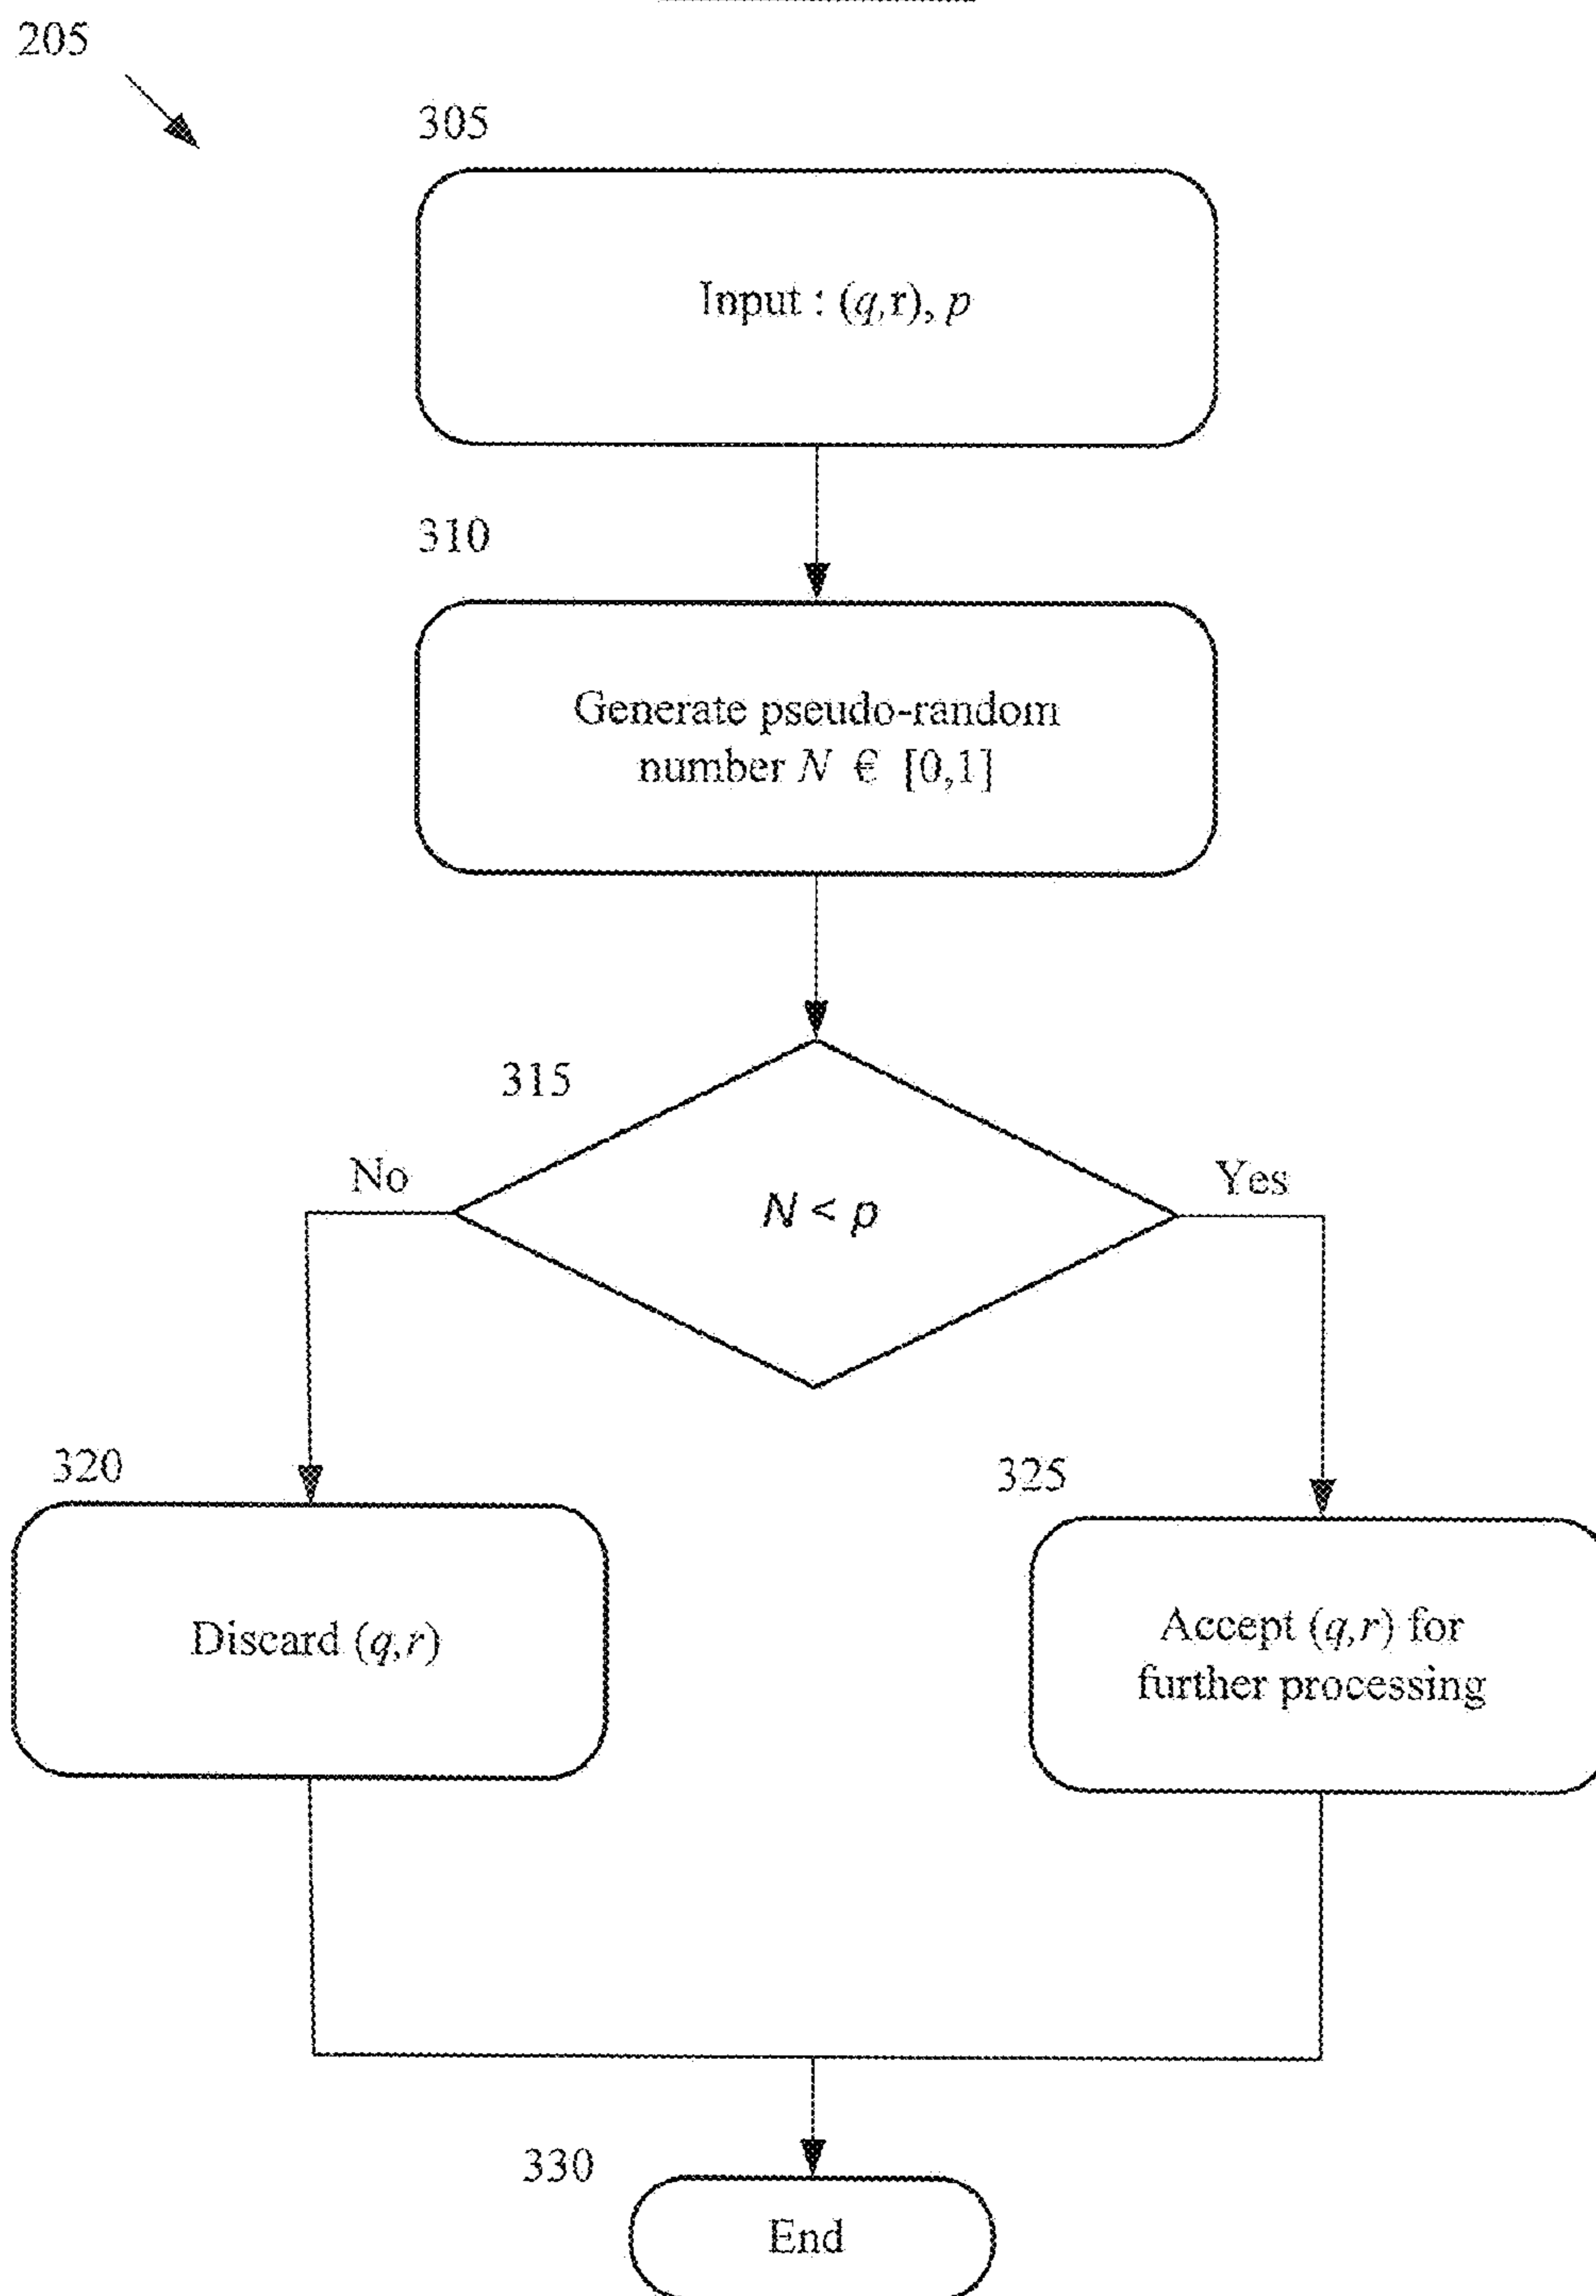 205
305
Input : (q,r), p
310
Generate pseudo-random
number N € [0,1]
315
No
Yes
N < p
320
325
Discard (q,r)
Accept (q,r) for
further processing
330
End